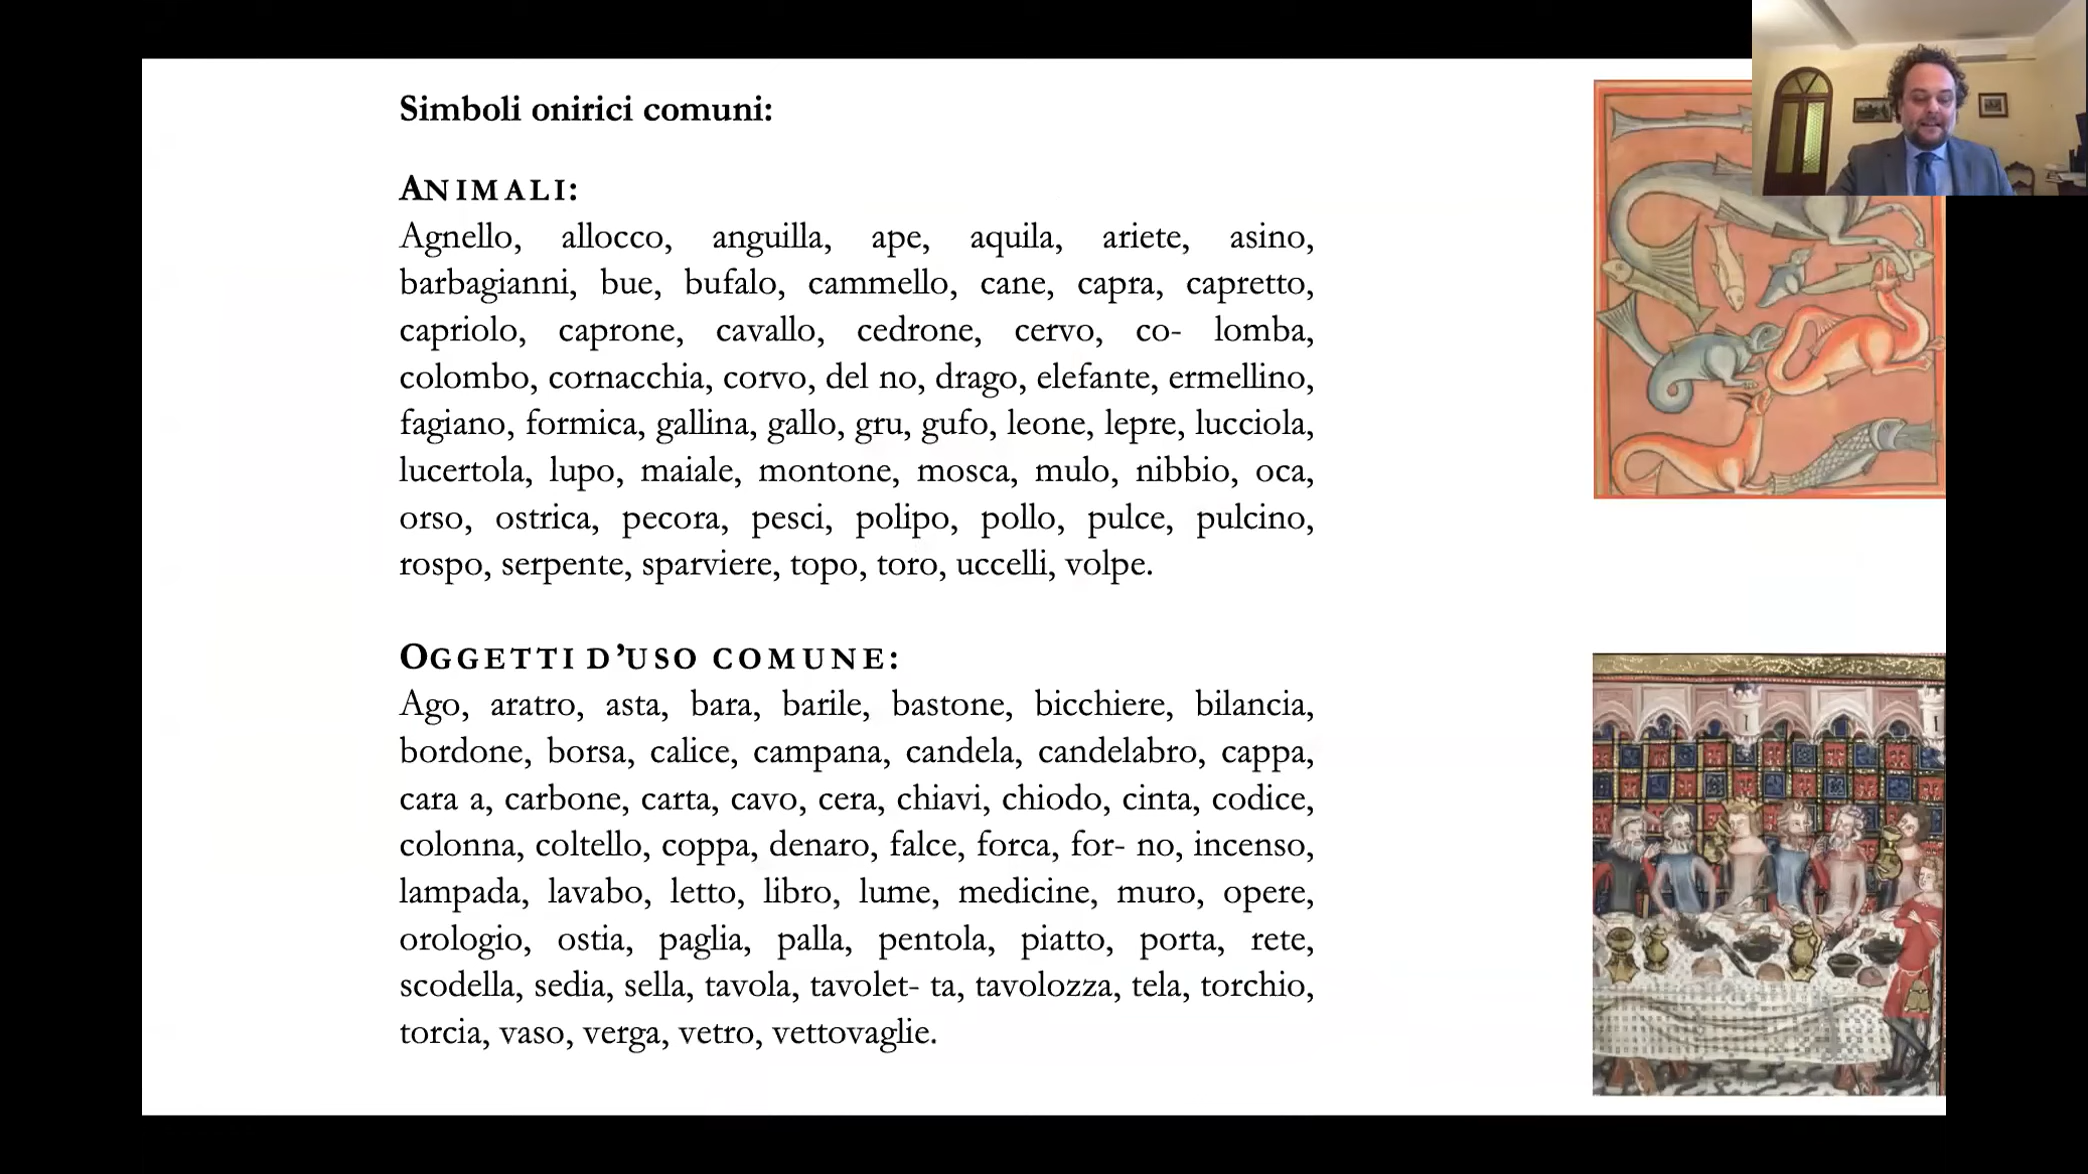 Simboli onirici comuni:
ANIMALI:
Agnello, allocco, anguilla, ape, aquila, ariete, asino,
barbagianni, bue, bufalo, cammello, cane, capra, capretto,
capriolo, caprone, cavallo, cedrone, cervo, co- lomba,
colombo, cornacchia, corvo, del no, drago, elefante, ermellino,
fagiano, formica, gallina, gallo, gru, gufo, leone, lepre, lucciola,
lucertola, lupo, maiale, montone, mosca, mulo, nibbio, oca,
orso, ostrica, pecora, pesci, polipo, pollo, pulce, pulcino,
rospo, serpente, sparviere, topo, toro, uccelli, volpe.
OGGETTI D’USO COMUNE:
Ago, aratro, asta, bara, barile, bastone, bicchiere, bilancia,
bordone, borsa, calice, campana, candela, candelabro, cappa,
cara a, carbone, carta, cavo, cera, chiavi, chiodo, cinta, codice,
colonna, coltello, coppa, denaro, falce, forca, for- no, incenso,
lampada, lavabo, letto, libro, lume, medicine, muro, opere,
orologio, ostia, paglia, palla, pentola, piatto, porta, rete,
scodella, sedia, sella, tavola, tavolet- ta, tavolozza, tela, torchio,
torcia, vaso, verga, vetro, vettovaglie.